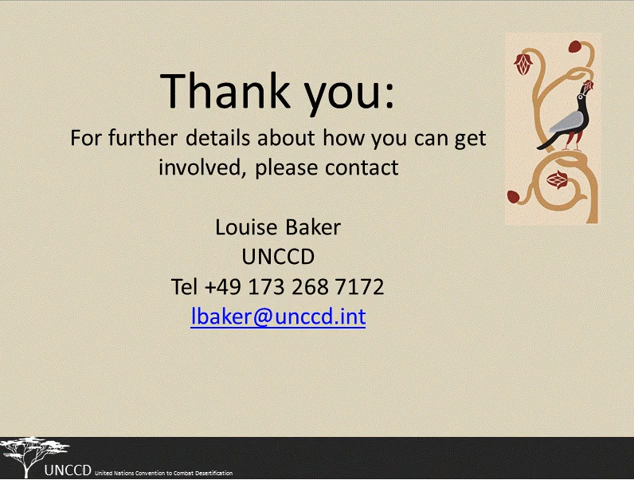 Thank you:
For further details about how you can get
involved, please contact
Louise Baker
UNCCD
Tel +49 173 268 7172
lbaker@unccd.int
UNCCD United Nations Convention to Combat Desertification